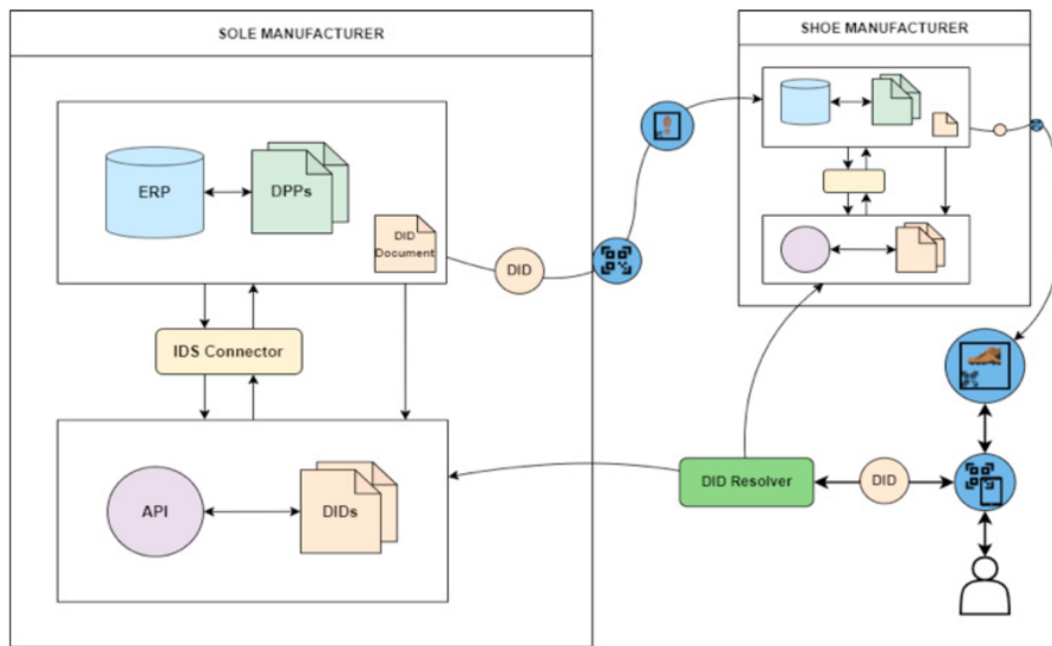 SOLE MANUFACTURER
SHOE MANUFACTURER
ERP
DPPs
DID
Document
DID
IDS Connector
API
DIDs
DID Resolver
DID